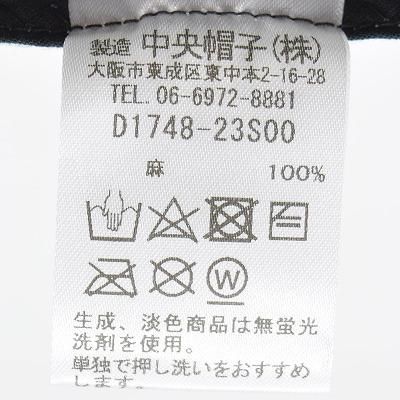 製造 中央帽子(株)
大阪市東成区東中本2-16-28
TEL. 06-6972-8881
D1748-23S00
麻 100%
W
生成、淡色商品は無蛍光
洗剤を使用。
単独で押し洗いをおすすめ
します。